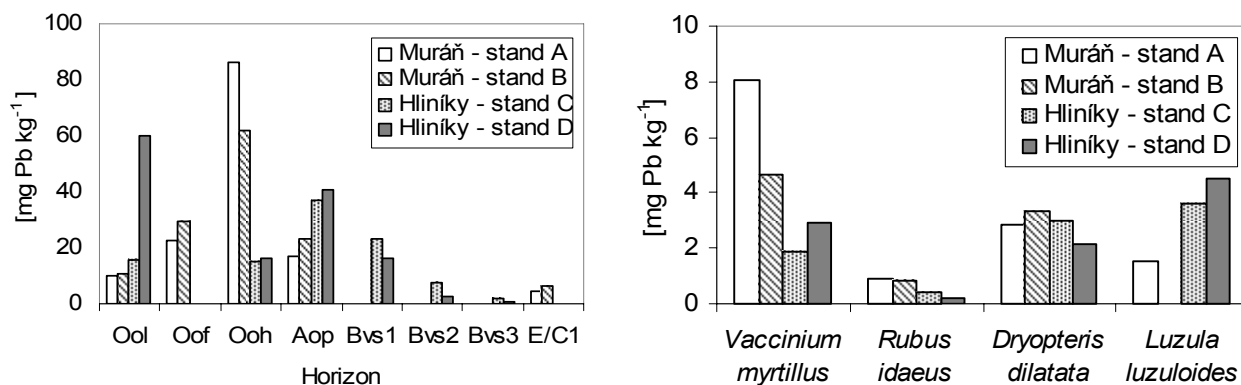 100
80
60
40
20
0
[mg Pb kg⁻¹]
Muráň - stand A
Muráň - stand B
Hliníky - stand C
Hliníky - stand D
Ool Oof Ooh Aop Bvs1 Bvs2 Bvs3 E/C1
Horizon
10
8
6
4
2
0
[mg Pb kg⁻¹]
Muráň - stand A
Muráň - stand B
Hliníky - stand C
Hliníky - stand D
Vaccinium Rubus Dryopteris Luzula
myrtillus idaeus dilatata luzuloides